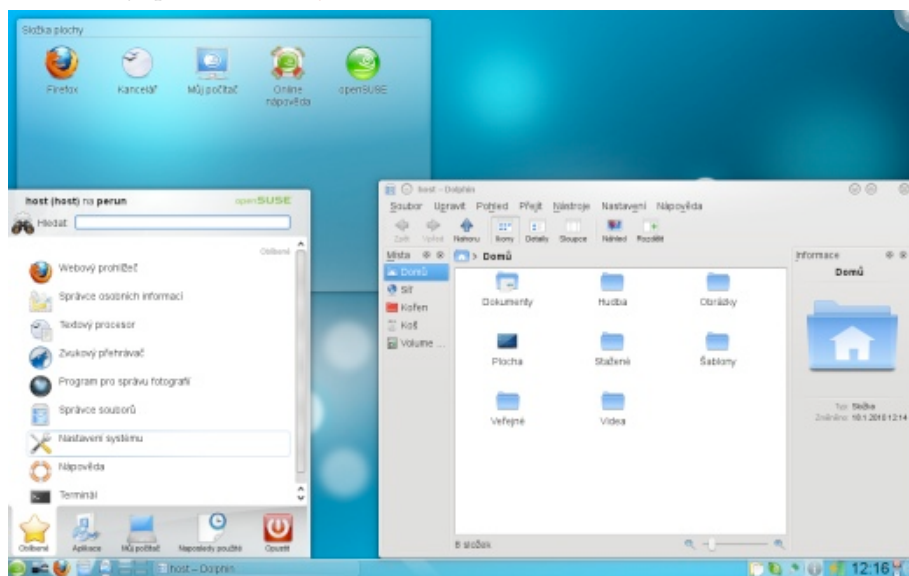 Složka plochy
Firefox
Kancelář
Můj počítač
Online nápověda
openSUSE
host (host) na perun
openSUSE
Hledat:
Oblíbené
Webový prohlížeč
Správce osobních informací
Textový procesor
Zvukový přehrávač
Program pro správu fotografií
Správce souborů
Nastavení systému
Nápověda
Terminál
Oblíbené
Aplikace
Můj počítač
Naposledy použité
Opustit
host - Dolphin
Soubor Upravit Pohled Přejít Nástroje Nastavení Nápověda
Zpět Vpřed Nahoru Ikony Details Sloupce Náhled Rozdělit
Místa
Domů
Síť
Kořen
Koš
Volume ...
> Domů
Dokumenty
Hudba
Obrázky
Plocha
Stažené
Šablony
Veřejné
Videa
8 složek
Informace
Domů
Typ: Složka
Změněno: 18.1.2010 12:14
host – Dolphin
12:16